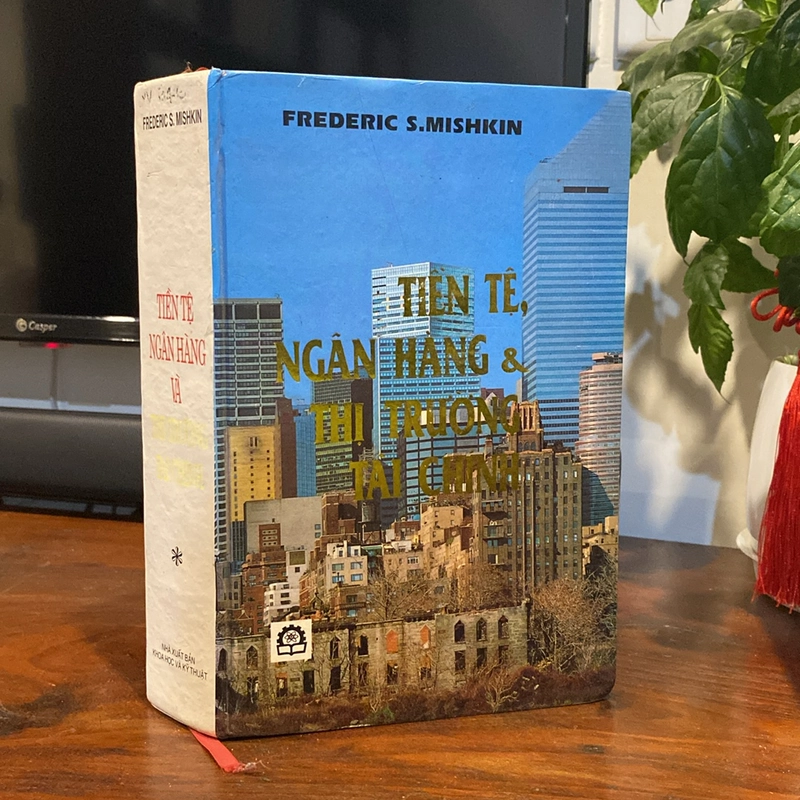 FREDERIC S. MISHKIN
TIỀN TỆ
NGÂN HÀNG
VÀ
NHÀ XUẤT BẢN
KHOA HỌC VÀ KỸ THUẬT
FREDERIC S.MISHKIN
TIỀN TỆ,
NGÂN HÀNG &
THỊ TRƯỜNG
TÀI CHÍNH
Casper